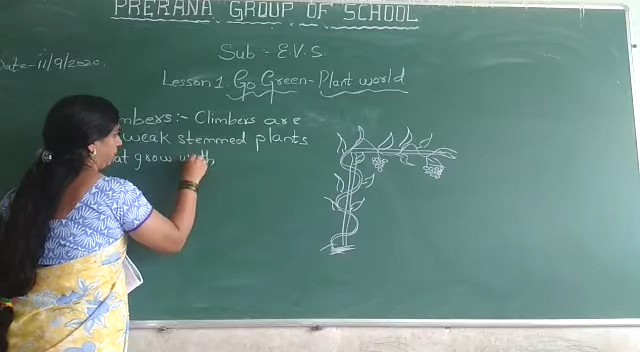 PRERANA GROUP OF SCHOOL
Sub - E.V.S.
Date-11/9/2020.
Lesson 1. Go Green - Plant world
mbers:- Climbers are
weak stemmed plants
at grow with